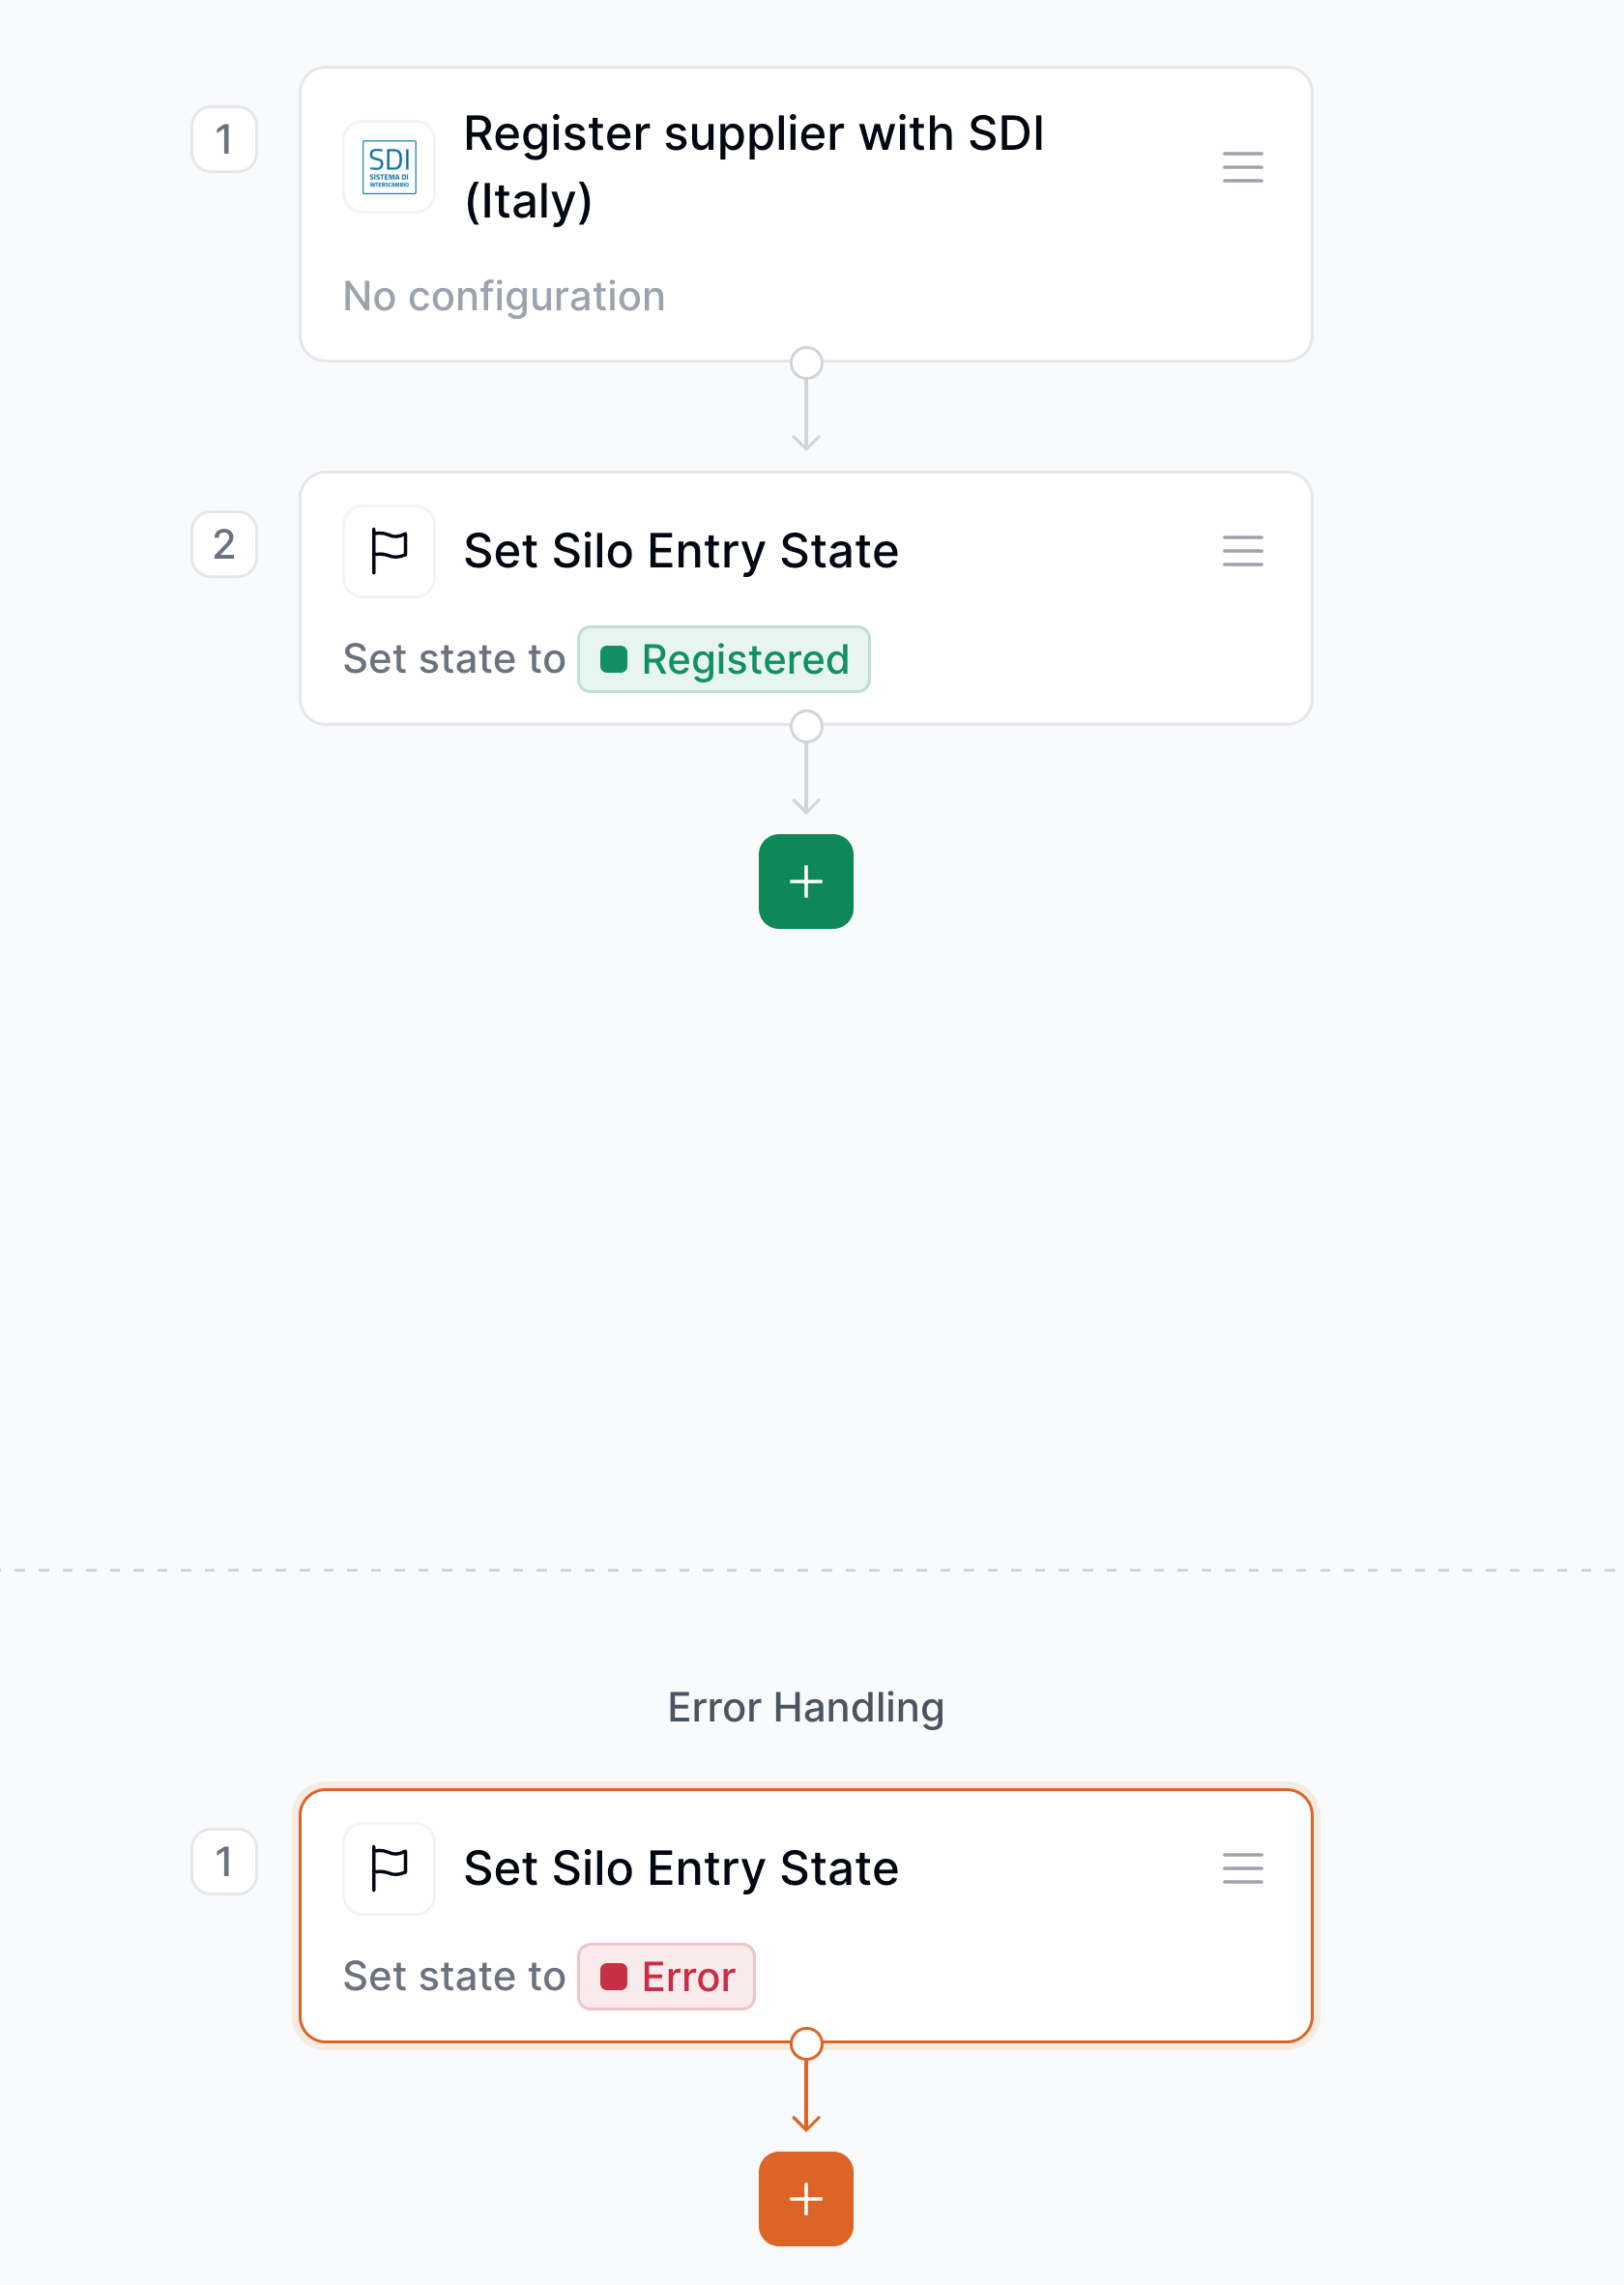 1
SDI
SISTEMA DI
INTERSCAMBIO
Register supplier with SDI
(Italy)
No configuration
2
Set Silo Entry State
Set state to Registered
Error Handling
1
Set Silo Entry State
Set state to Error